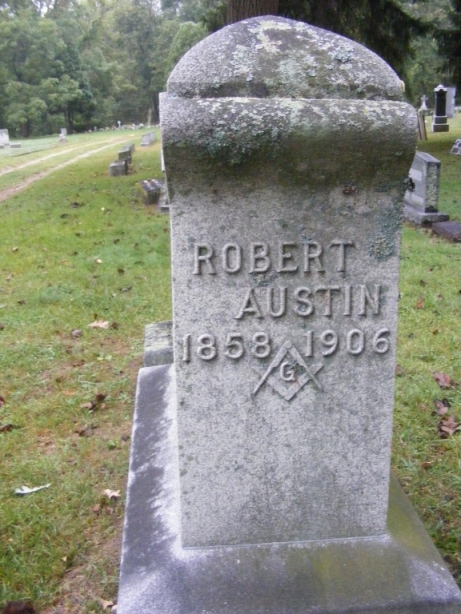 ROBERT
AUSTIN
1858 1906
G